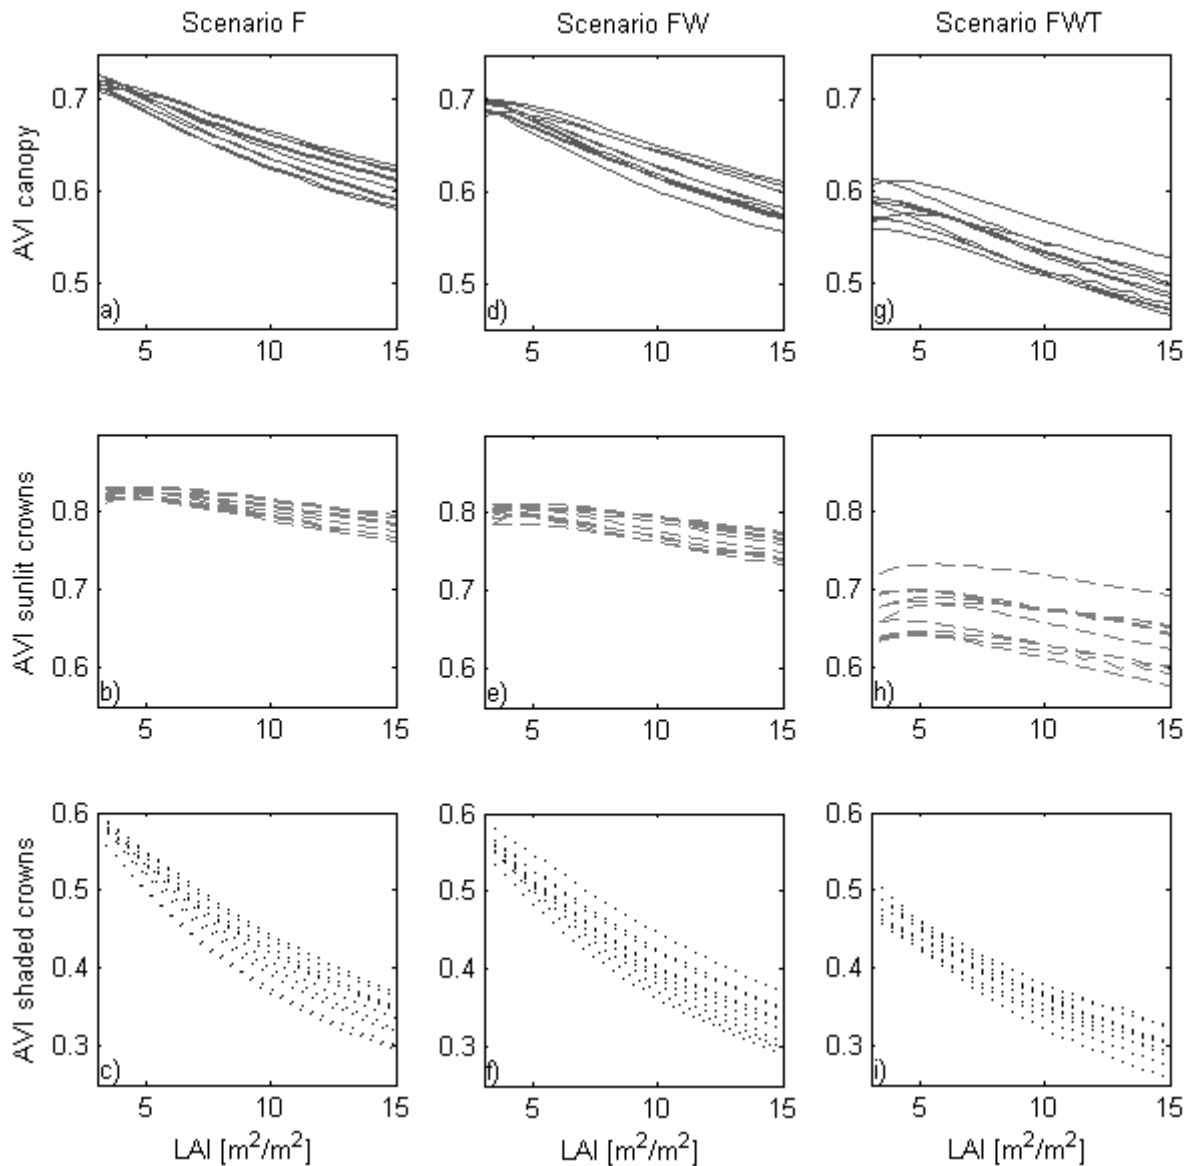 Scenario F
Scenario FW
Scenario FWT
AVI canopy
0.7
0.6
0.5
a)
5 10 15
0.7
0.6
0.5
d)
5 10 15
0.7
0.6
0.5
g)
5 10 15
AVI sunlit crowns
0.8
0.7
0.6
b)
5 10 15
0.8
0.7
0.6
e)
5 10 15
0.8
0.7
0.6
h)
5 10 15
AVI shaded crowns
0.6
0.5
0.4
0.3
c)
5 10 15
LAI [m²/m²]
0.6
0.5
0.4
0.3
f)
5 10 15
LAI [m²/m²]
0.6
0.5
0.4
0.3
i)
5 10 15
LAI [m²/m²]